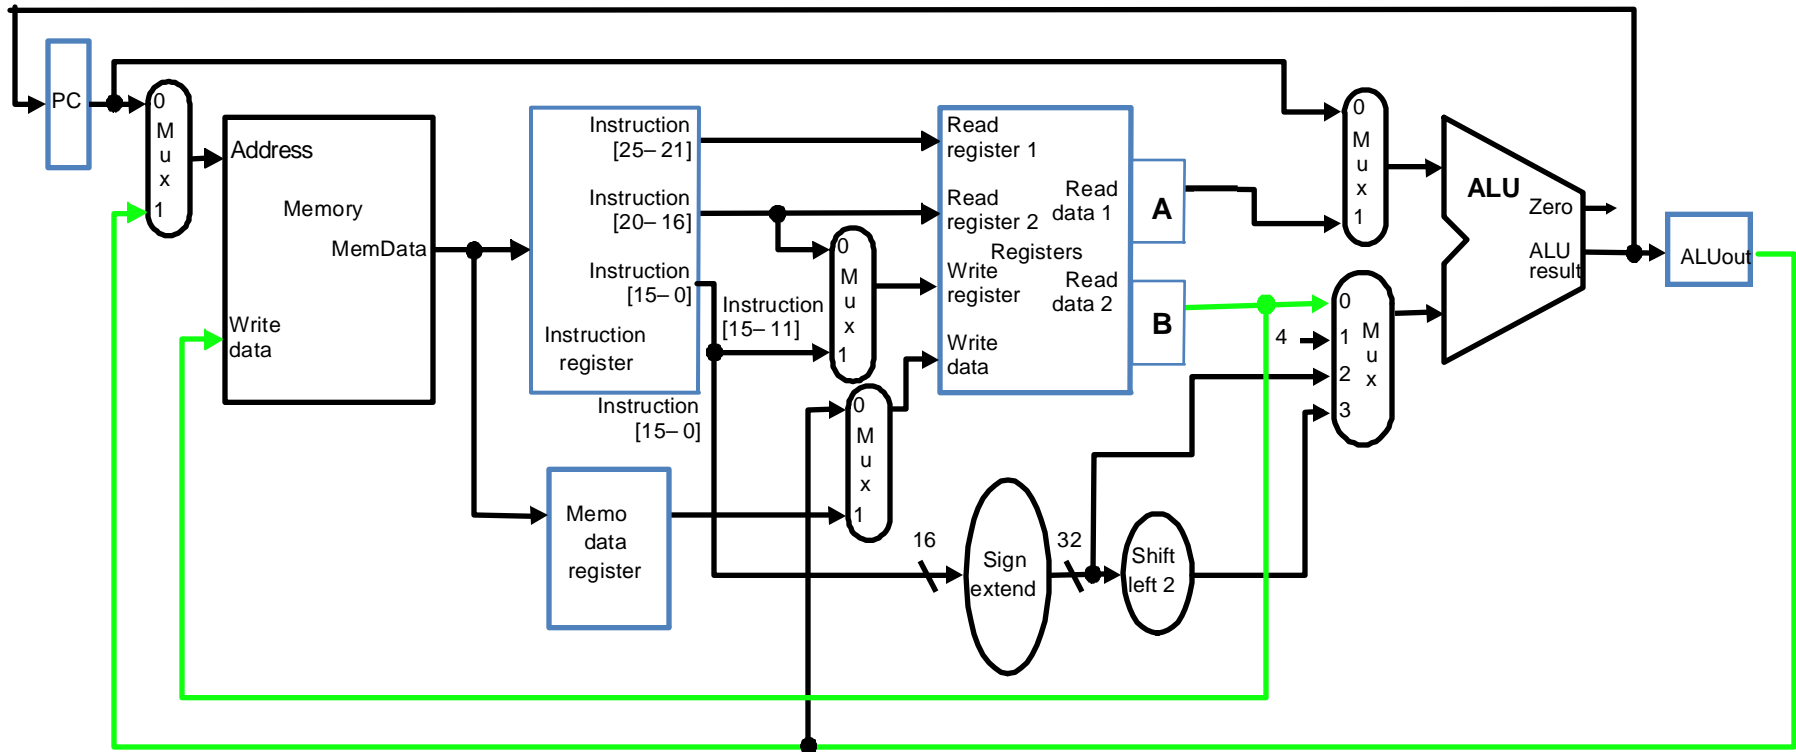 PC
0
M
u
x
1
Address
Memory
MemData
Write
data
Instruction
[25– 21]
Instruction
[20– 16]
Instruction
[15– 0]
Instruction
register
Instruction
[15– 11]
Instruction
[15– 0]
0
M
u
x
1
0
M
u
x
1
Memo
data
register
Read
register 1
Read
register 2
Registers
Write
register
Write
data
Read
data 1
Read
data 2
A
B
16
Sign
extend
32
Shift
left 2
4
0
M
u
x
1
0
1
2
3
M
u
x
ALU
Zero
ALU
result
ALUout